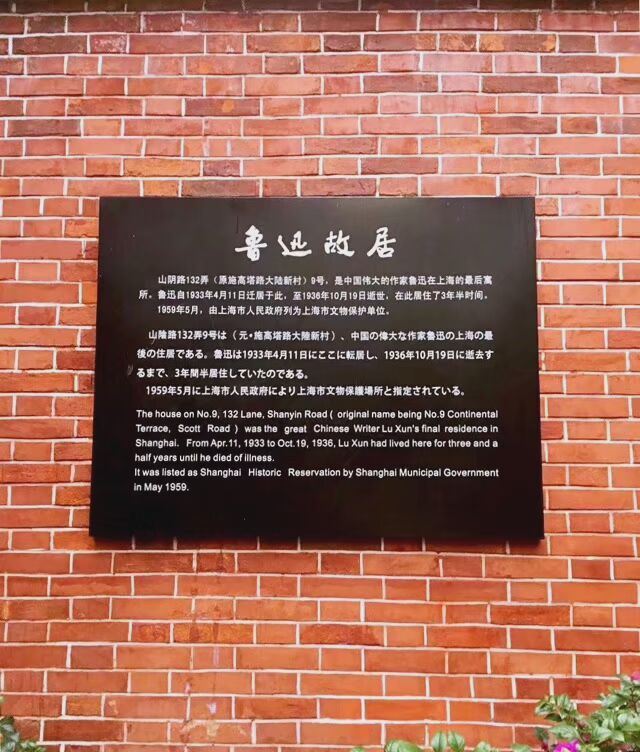 鲁迅故居
山阴路132弄（原施高塔路大陆新村）9号，是中国伟大的作家鲁迅在上海的最后寓
所。鲁迅自1933年4月11日迁居于此，至1936年10月19日逝世，在此居住了3年半时间。
1959年5月，由上海市人民政府列为上海市文物保护单位。
山陰路132弄9号は（元•施高塔路大陸新村）、中国の偉大な作家魯迅の上海の最
後の住居である。魯迅は1933年4月11日にここに転居し、1936年10月19日に逝去す
るまで、3年間半居住していたのである。
1959年5月に上海市人民政府により上海市文物保護場所と指定されている。
The house on No.9, 132 Lane, Shanyin Road ( original name being No.9 Continental
Terrace, Scott Road ) was the great Chinese Writer Lu Xun's final residence in
Shanghai. From Apr.11, 1933 to Oct.19, 1936, Lu Xun had lived here for three and a
half years until he died of illness.
It was listed as Shanghai Historic Reservation by Shanghai Municipal Government
in May 1959.